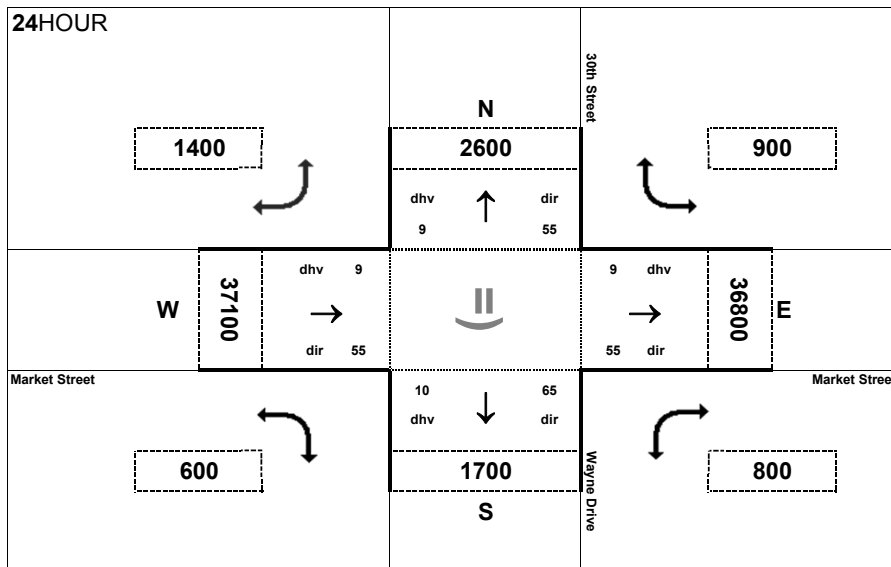 24HOUR
30th Street
N
1400
2600
900
dhv
dir
9
55
dhv 9
9 dhv
W
37100
36800
E
dir 55
55 dir
Market Street
Market Stree
10
65
dhv
dir
600
1700
800
Wayne Drive
S